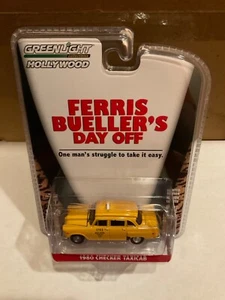 GREENLIGHT
HOLLYWOOD
FERRIS
BUELLER'S
DAY OFF
One man's struggle to take it easy.
1980 CHECKER TAXICAB